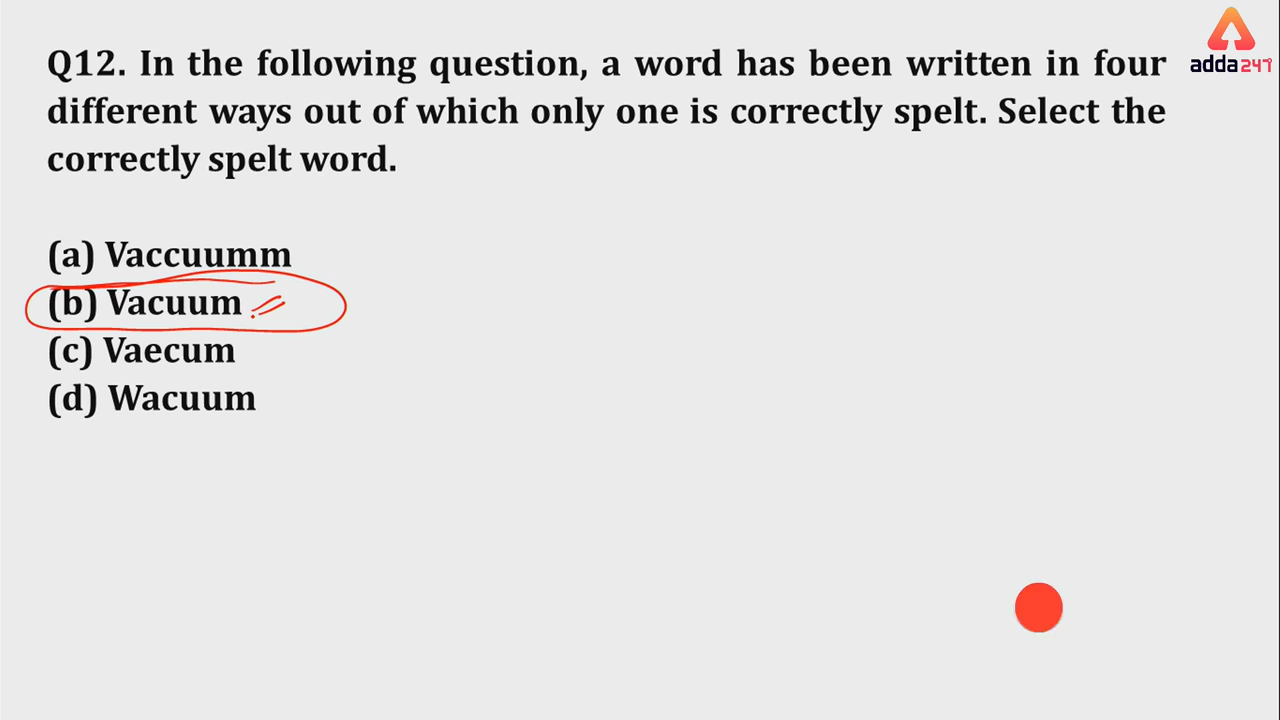 adda247
Q12. In the following question, a word has been written in four
different ways out of which only one is correctly spelt. Select the
correctly spelt word.
(a) Vaccuumm
(b) Vacuum
(c) Vaecum
(d) Wacuum